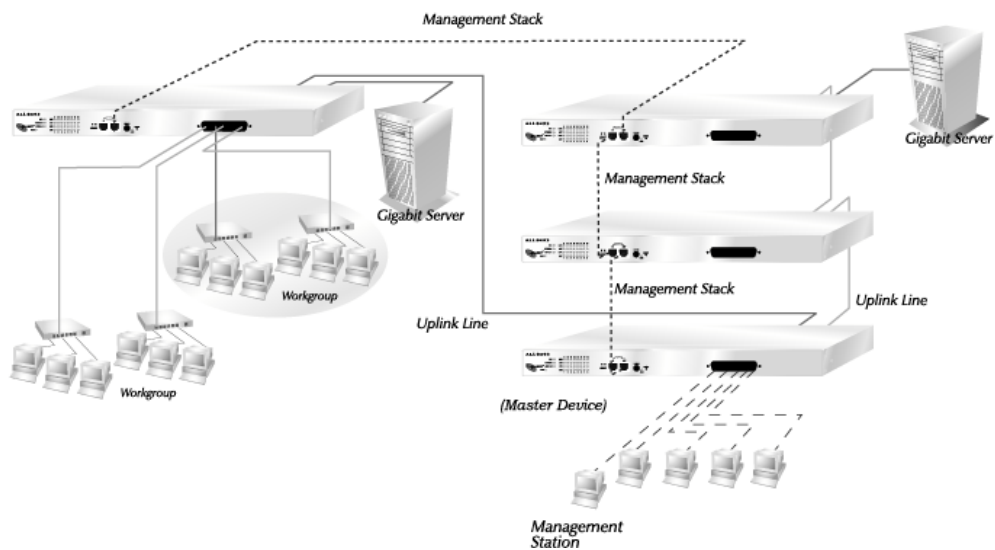 Management Stack
Gigabit Server
Gigabit Server
Management Stack
Management Stack
Workgroup
Uplink Line
Uplink Line
Workgroup
(Master Device)
Management
Station